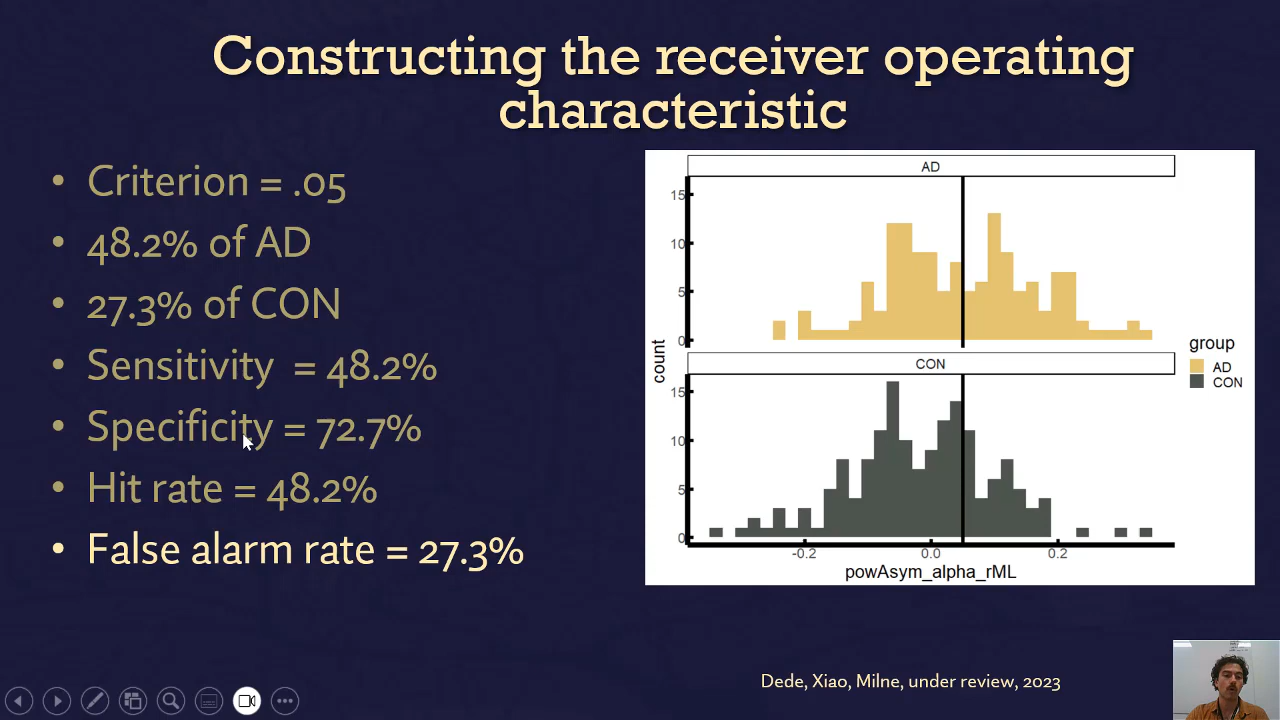 Constructing the receiver operating
characteristic
• Criterion = .05
• 48.2% of AD
• 27.3% of CON
• Sensitivity = 48.2%
• Specificity = 72.7%
• Hit rate = 48.2%
• False alarm rate = 27.3%
AD
15
10
5
0
CON
15
10
5
0
count
-0.2 0.0 0.2
powAsym_alpha_rML
group
AD
CON
Dede, Xiao, Milne, under review, 2023